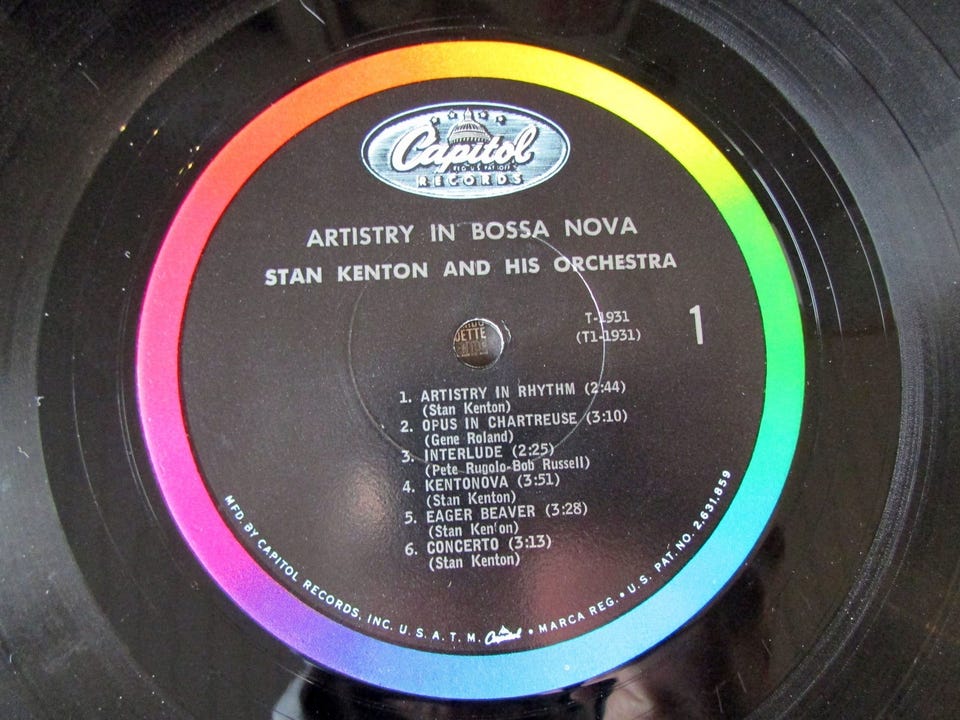 Capitol
REG. U.S. PAT. OFF.
RECORDS
ARTISTRY IN BOSSA NOVA
STAN KENTON AND HIS ORCHESTRA
T-1931
(T1-1931)
1
1. ARTISTRY IN RHYTHM (2:44)
(Stan Kenton)
2. OPUS IN CHARTREUSE (3:10)
(Gene Roland)
3. INTERLUDE (2:25)
(Pete Rugolo-Bob Russell)
4. KENTONOVA (3:51)
(Stan Kenton)
5. EAGER BEAVER (3:28)
(Stan Kenton)
6. CONCERTO (3:13)
(Stan Kenton)
MFD. BY CAPITOL RECORDS, INC. U. S. A. T. M. Capitol • MARCA REG. • U.S. PAT. NO. 2,631,859